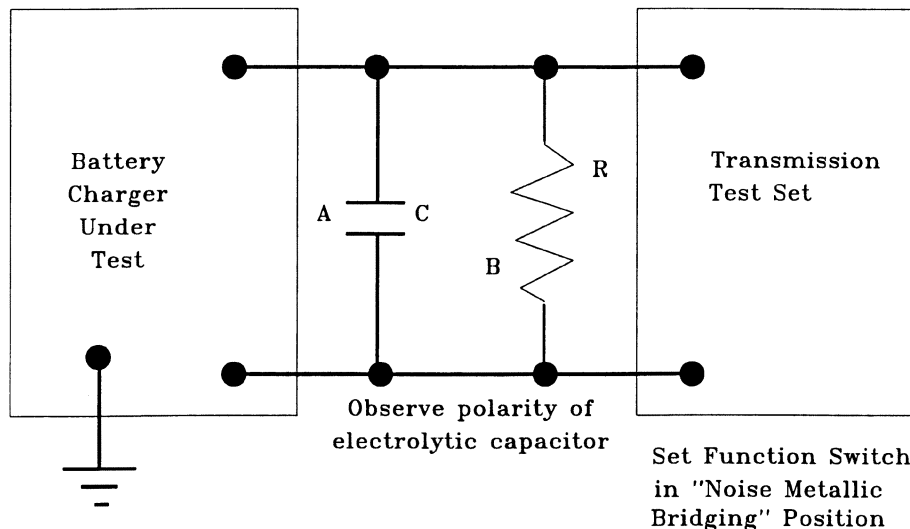 Battery
Charger
Under
Test
A
C
R
B
Transmission
Test Set
Observe polarity of
electrolytic capacitor
Set Function Switch
in "Noise Metallic
Bridging" Position